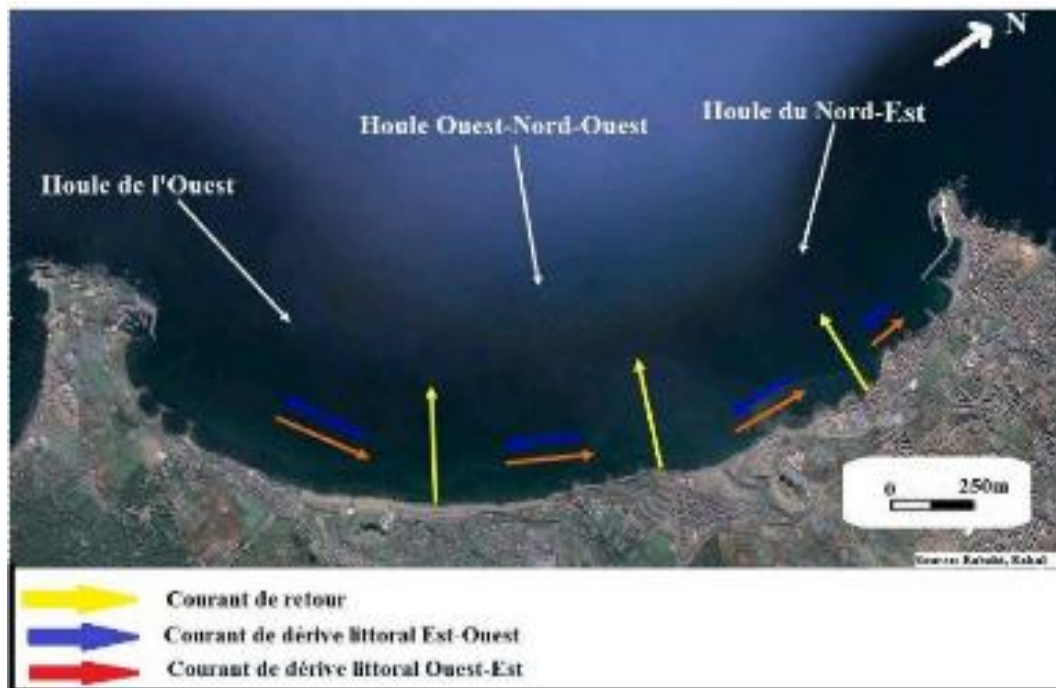 N
Houle du Nord-Est
Houle Ouest-Nord-Ouest
Houle de l'Ouest
0 250m
Courant de retour
Courant de dérive littoral Est-Ouest
Courant de dérive littoral Ouest-Est